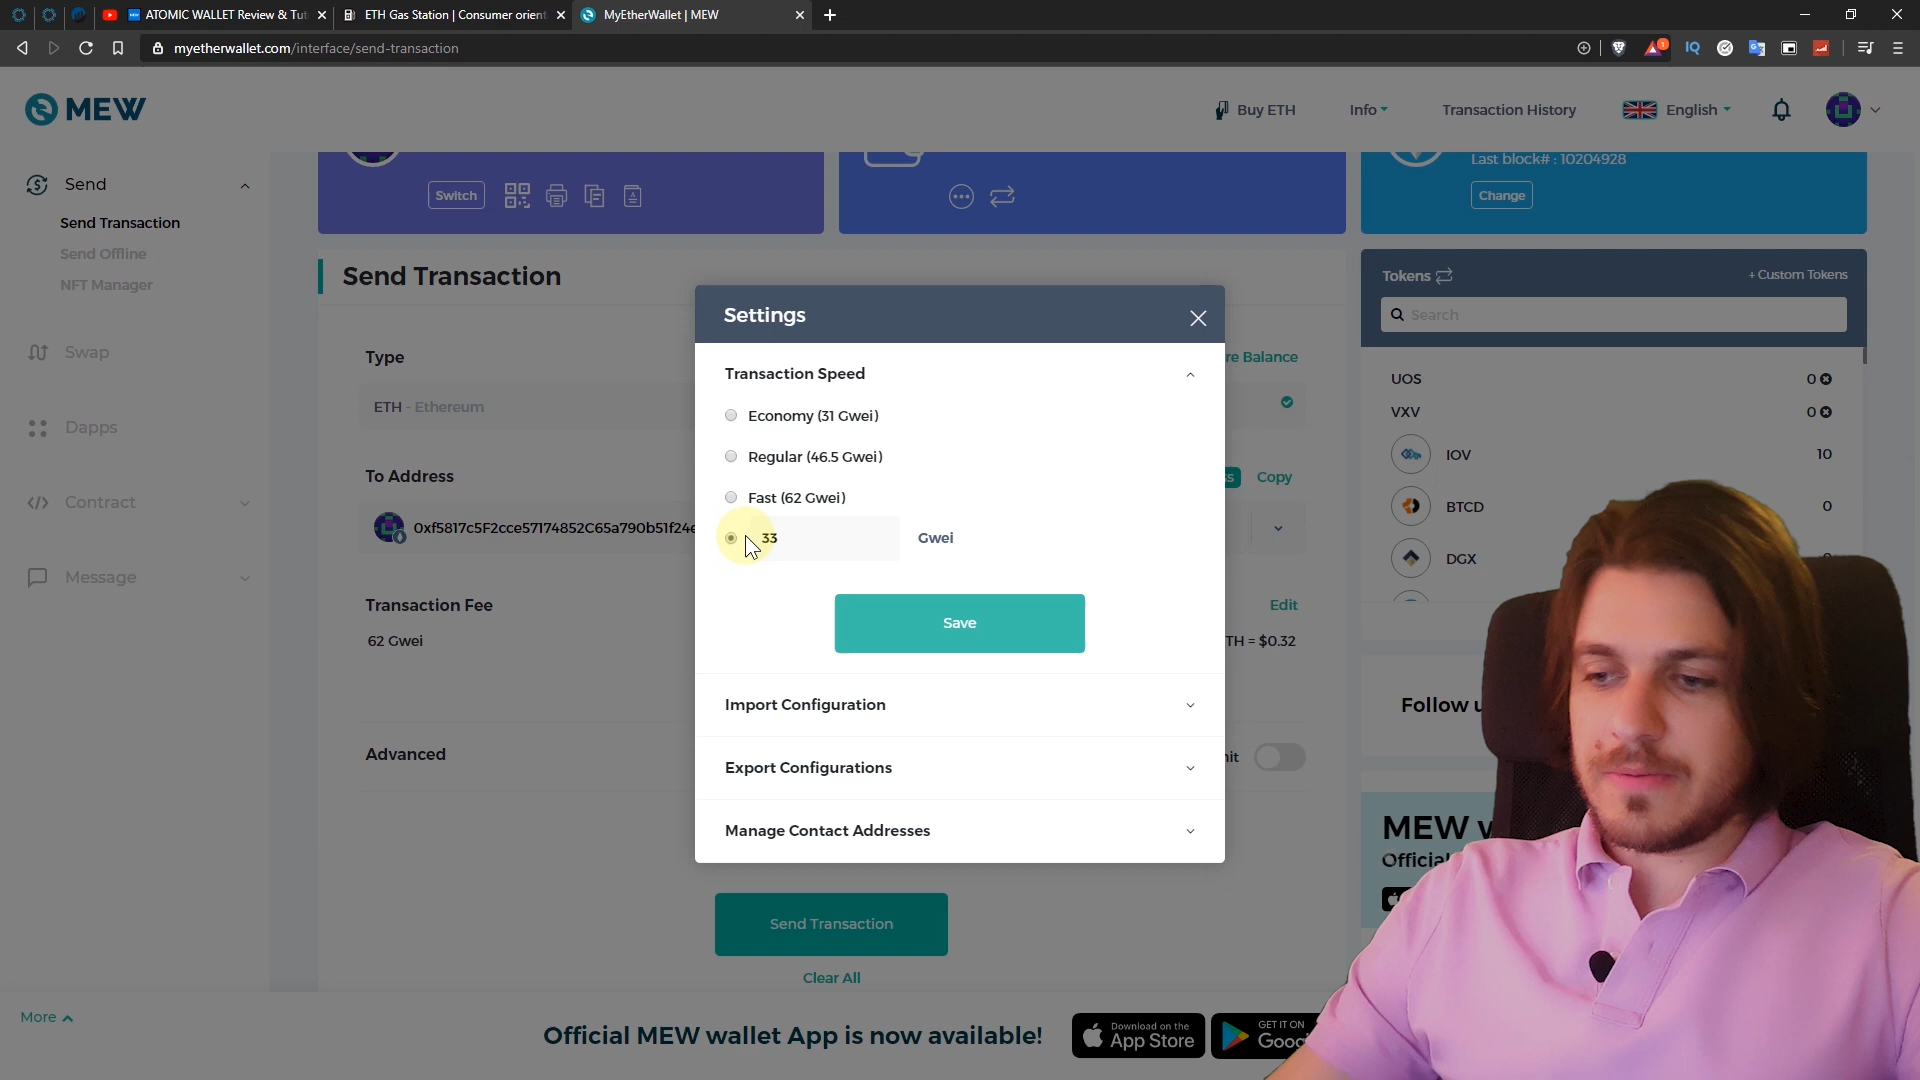 ATOMIC WALLET Review & Tut
ETH Gas Station | Consumer orient
MyEtherWallet | MEW
myetherwallet.com/interface/send-transaction
1
IQ
MEW
Buy ETH
Info
Transaction History
English
Send
Send Transaction
Send Offline
NFT Manager
Swap
Dapps
Contract
Message
More
Switch
Last block# : 10204928
Change
Send Transaction
Type
re Balance
ETH - Ethereum
To Address
Copy
0xf5817c5F2cce57174852C65a790b51f24e
Transaction Fee
Edit
62 Gwei
TH = $0.32
Advanced
it
Send Transaction
Clear All
Settings
Transaction Speed
Economy (31 Gwei)
Regular (46.5 Gwei)
Fast (62 Gwei)
33
Gwei
Save
Import Configuration
Export Configurations
Manage Contact Addresses
Tokens
+ Custom Tokens
Search
UOS
0
VXV
0
IOV
10
BTCD
0
DGX
Follow u
MEW
Official
Official MEW wallet App is now available!
Download on the
App Store
GET IT ON
Goo